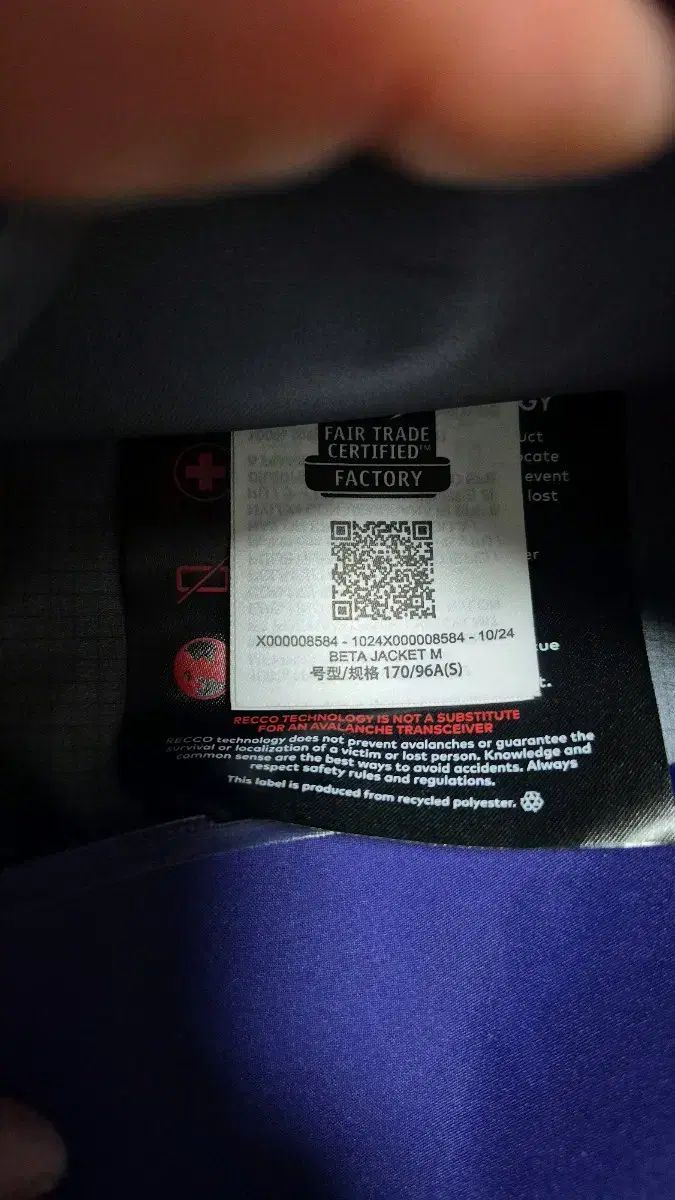 GY
FAIR TRADE
CERTIFIED™
FACTORY
uct
ocate
event
lost
er
X000008584 - 1024X000008584 - 10/24
BETA JACKET M
号型/规格 170/96A(S)
ue
t.
RECCO TECHNOLOGY IS NOT A SUBSTITUTE
FOR AN AVALANCHE TRANSCEIVER
RECCO technology does not prevent avalanches or guarantee the
survival or localization of a victim or lost person. Knowledge and
common sense are the best ways to avoid accidents. Always
respect safety rules and regulations.
This label is produced from recycled polyester.